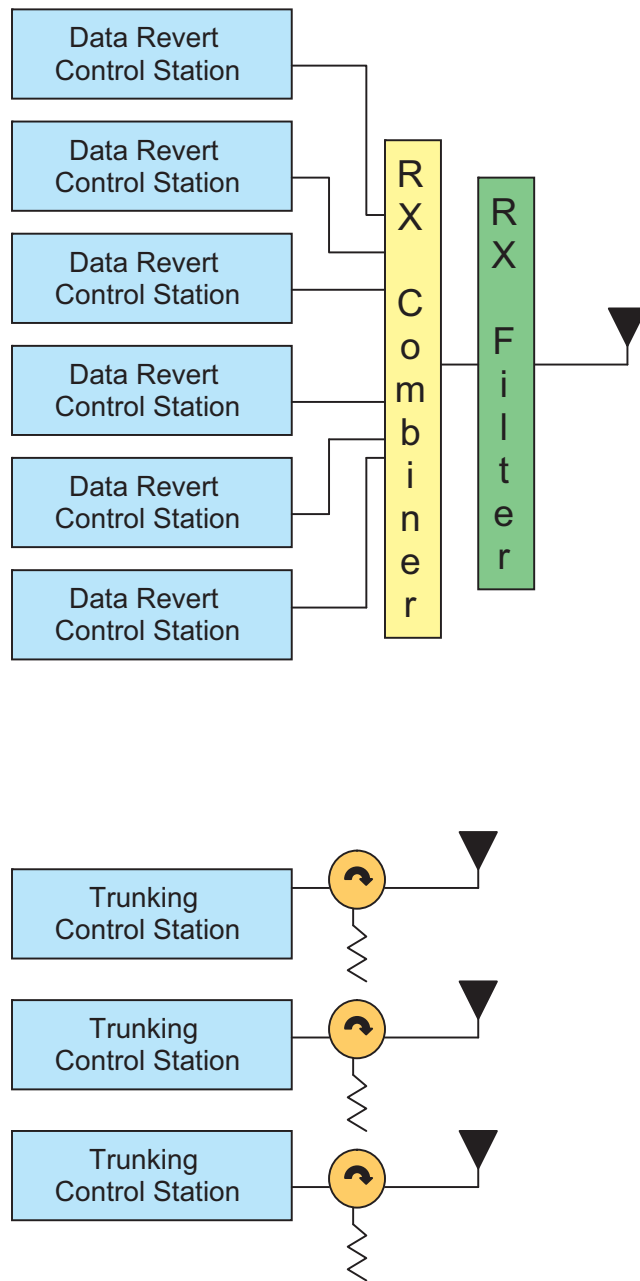 Data Revert
Control Station
Data Revert
Control Station
Data Revert
Control Station
Data Revert
Control Station
Data Revert
Control Station
Data Revert
Control Station
RX Combiner
RX Filter
Trunking
Control Station
Trunking
Control Station
Trunking
Control Station